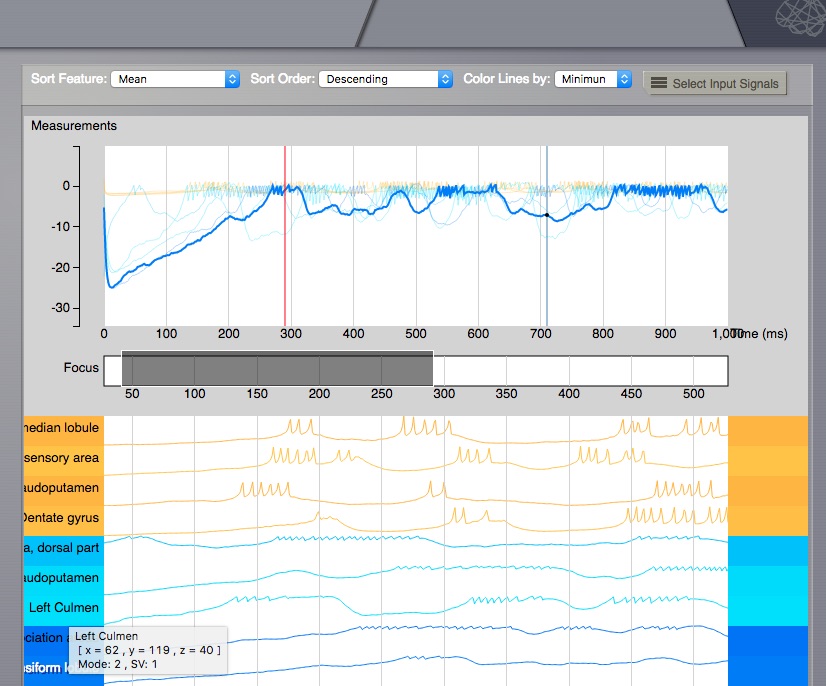 Sort Feature: Mean Sort Order: Descending Color Lines by: Minimun Select Input Signals
Measurements
0
-10
-20
-30
0 100 200 300 400 500 600 700 800 900 1,000 Time (ms)
Focus
50 100 150 200 250 300 350 400 450 500
median lobule
sensory area
audoputamen
Dentate gyrus
a, dorsal part
audoputamen
Left Culmen
ociation a
Left Culmen
[ x = 62 , y = 119 , z = 40 ]
Mode: 2 , SV: 1
siform lo